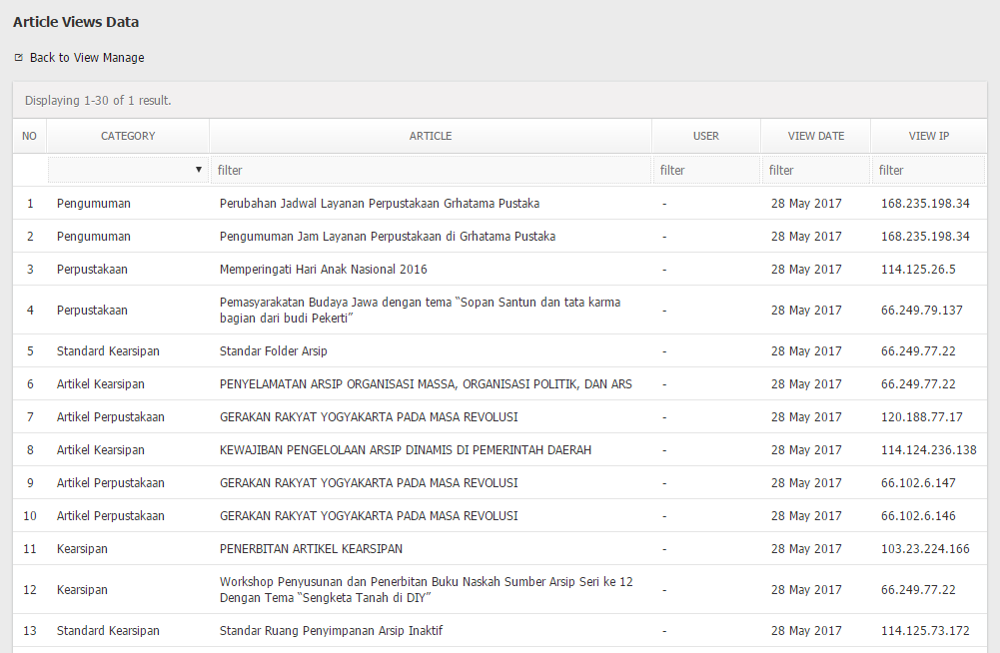 Article Views Data
Back to View Manage
Displaying 1-30 of 1 result.
NO CATEGORY ARTICLE USER VIEW DATE VIEW IP
filter filter filter filter
1 Pengumuman Perubahan Jadwal Layanan Perpustakaan Grhatama Pustaka - 28 May 2017 168.235.198.34
2 Pengumuman Pengumuman Jam Layanan Perpustakaan di Grhatama Pustaka - 28 May 2017 168.235.198.34
3 Perpustakaan Memperingati Hari Anak Nasional 2016 - 28 May 2017 114.125.26.5
4 Perpustakaan Pemasyarakatan Budaya Jawa dengan tema “Sopan Santun dan tata karma
bagian dari budi Pekerti” - 28 May 2017 66.249.79.137
5 Standard Kearsipan Standar Folder Arsip - 28 May 2017 66.249.77.22
6 Artikel Kearsipan PENYELAMATAN ARSIP ORGANISASI MASSA, ORGANISASI POLITIK, DAN ARS - 28 May 2017 66.249.77.22
7 Artikel Perpustakaan GERAKAN RAKYAT YOGYAKARTA PADA MASA REVOLUSI - 28 May 2017 120.188.77.17
8 Artikel Kearsipan KEWAJIBAN PENGELOLAAN ARSIP DINAMIS DI PEMERINTAH DAERAH - 28 May 2017 114.124.236.138
9 Artikel Perpustakaan GERAKAN RAKYAT YOGYAKARTA PADA MASA REVOLUSI - 28 May 2017 66.102.6.147
10 Artikel Perpustakaan GERAKAN RAKYAT YOGYAKARTA PADA MASA REVOLUSI - 28 May 2017 66.102.6.146
11 Kearsipan PENERBITAN ARTIKEL KEARSIPAN - 28 May 2017 103.23.224.166
12 Kearsipan Workshop Penyusunan dan Penerbitan Buku Naskah Sumber Arsip Seri ke 12
Dengan Tema “Sengketa Tanah di DIY” - 28 May 2017 66.249.77.22
13 Standard Kearsipan Standar Ruang Penyimpanan Arsip Inaktif - 28 May 2017 114.125.73.172